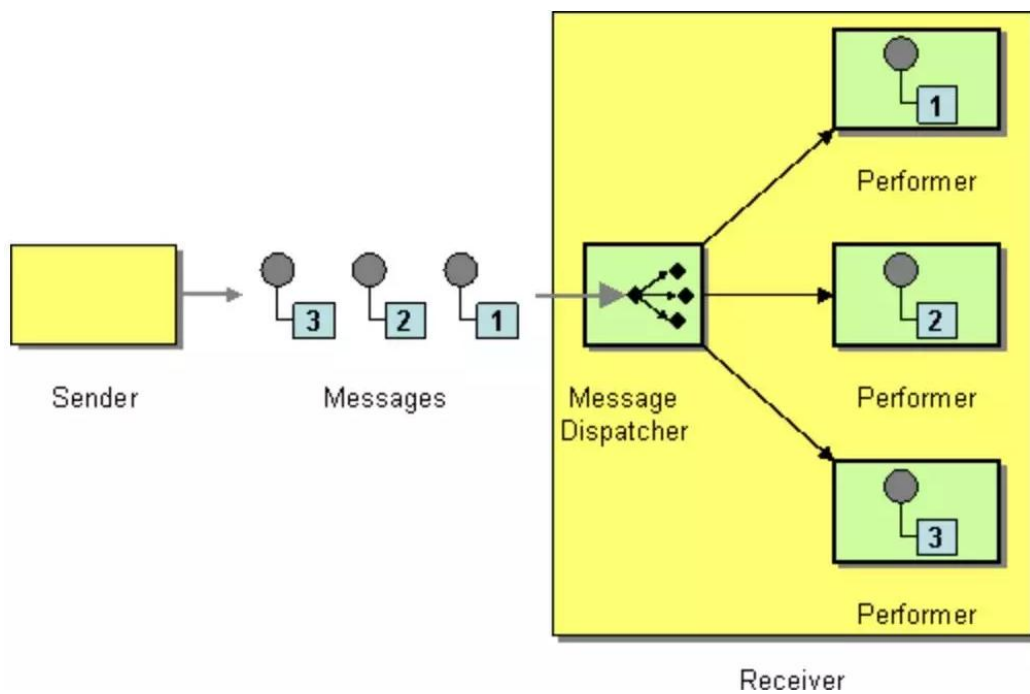 1
Performer
3
2
1
2
Sender
Messages
Message
Dispatcher
Performer
3
Performer
Receiver